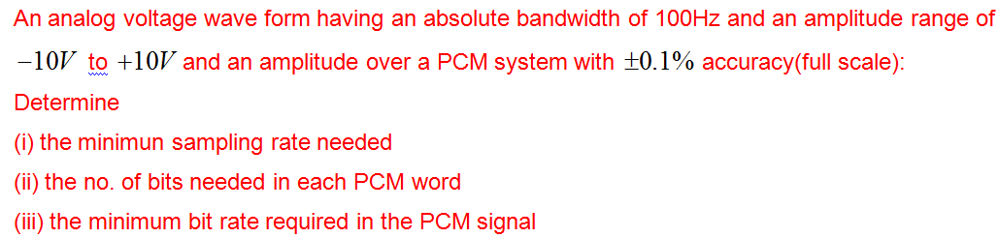 An analog voltage wave form having an absolute bandwidth of 100Hz and an amplitude range of
−10V to +10V and an amplitude over a PCM system with ±0.1% accuracy(full scale):
Determine
(i) the minimun sampling rate needed
(ii) the no. of bits needed in each PCM word
(iii) the minimum bit rate required in the PCM signal